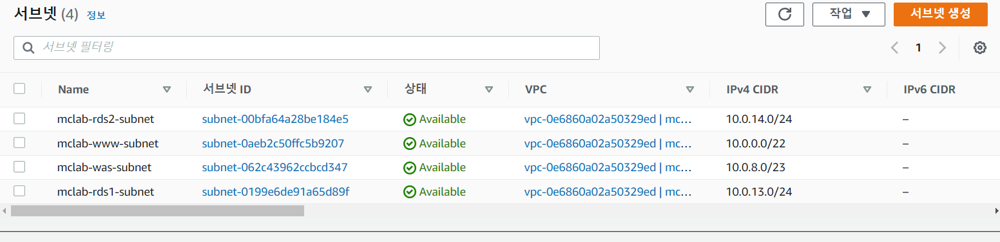 서브넷 (4) 정보
작업 서브넷 생성
서브넷 필터링
1
Name 서브넷 ID 상태 VPC IPv4 CIDR IPv6 CIDR
mclab-rds2-subnet subnet-00bfa64a28be184e5 Available vpc-0e6860a02a50329ed | mc… 10.0.14.0/24 –
mclab-www-subnet subnet-0aeb2c50ffc5b9207 Available vpc-0e6860a02a50329ed | mc… 10.0.0.0/22 –
mclab-was-subnet subnet-062c43962ccbcd347 Available vpc-0e6860a02a50329ed | mc… 10.0.8.0/23 –
mclab-rds1-subnet subnet-0199e6de91a65d89f Available vpc-0e6860a02a50329ed | mc… 10.0.13.0/24 –